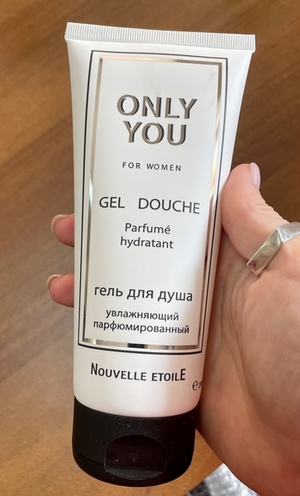 ONLY
YOU
FOR WOMEN
GEL DOUCHE
Parfumé
hydratant
гель для душа
увлажняющий
парфюмированный
NOUVELLE ETOILE
℮